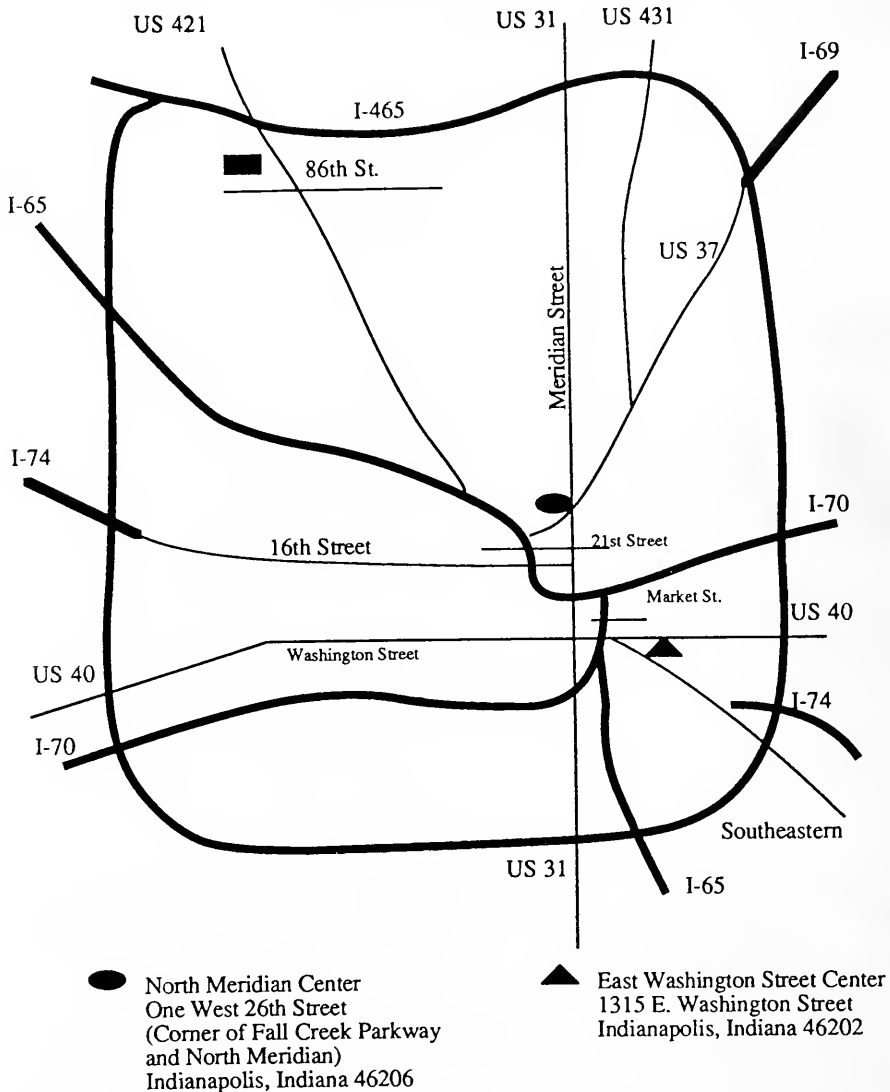 US 421
US 31
US 431
I-69
I-465
86th St.
I-65
US 37
Meridian Street
I-74
I-70
16th Street
21st Street
Market St.
US 40
Washington Street
US 40
I-74
I-70
Southeastern
US 31
I-65
North Meridian Center
One West 26th Street
(Corner of Fall Creek Parkway
and North Meridian)
Indianapolis, Indiana 46206
East Washington Street Center
1315 E. Washington Street
Indianapolis, Indiana 46202